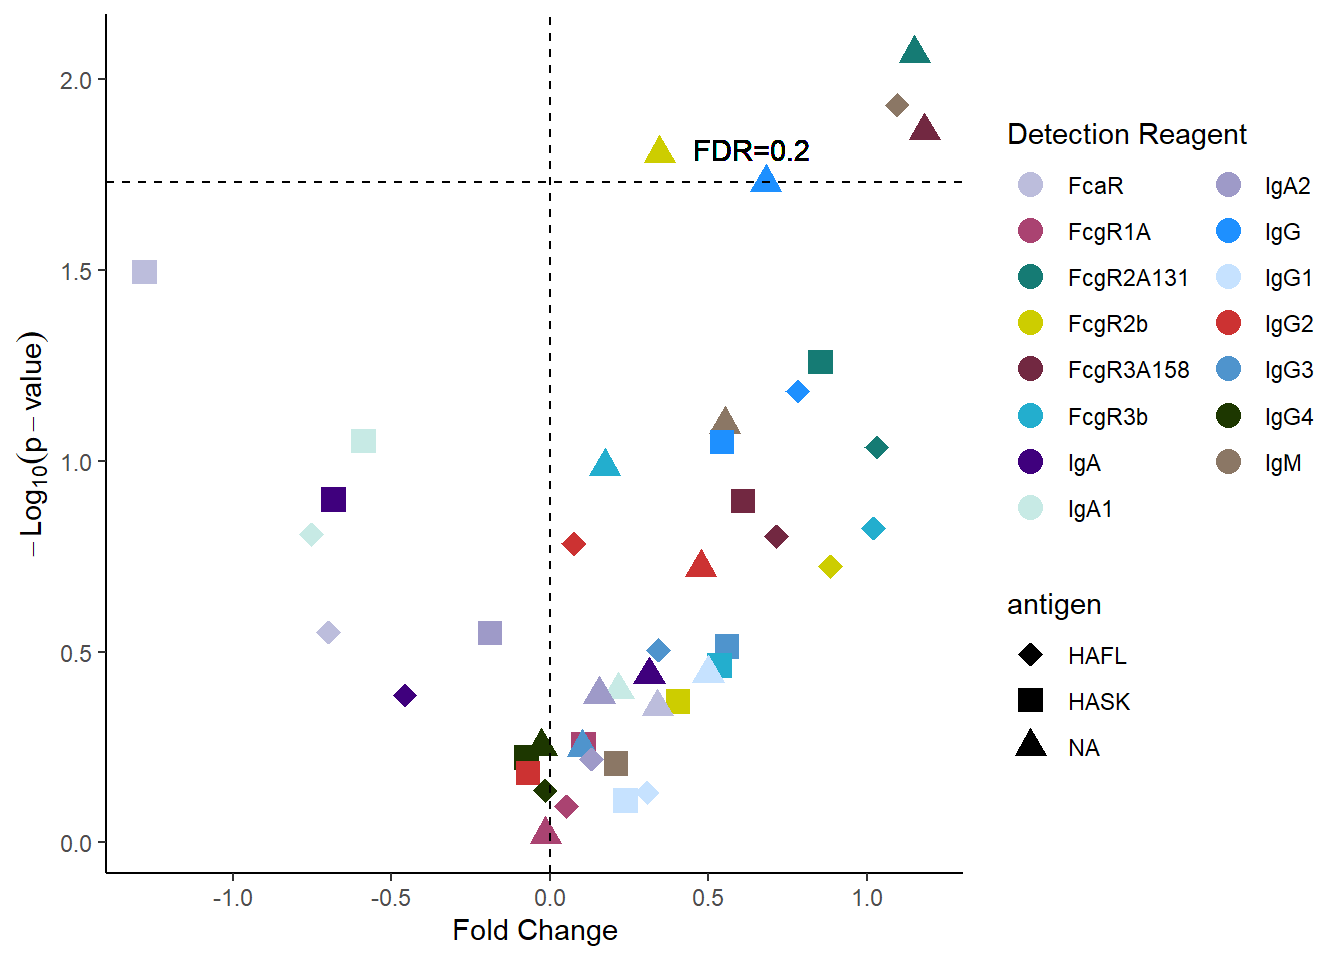 2.0
1.5
1.0
0.5
0.0
−Log10(p−value)
FDR=0.2
-1.0 -0.5 0.0 0.5 1.0
Fold Change
Detection Reagent
FcaR
FcgR1A
FcgR2A131
FcgR2b
FcgR3A158
FcgR3b
IgA
IgA1
IgA2
IgG
IgG1
IgG2
IgG3
IgG4
IgM
antigen
HAFL
HASK
NA